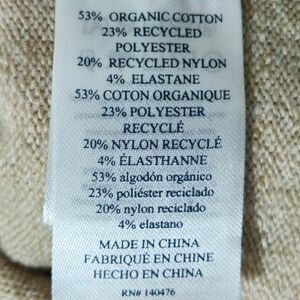 53% ORGANIC COTTON
23% RECYCLED
POLYESTER
20% RECYCLED NYLON
4% ELASTANE
53% COTON ORGANIQUE
23% POLYESTER
RECYCLÉ
20% NYLON RECYCLÉ
4% ÉLASTHANNE
53% algodón orgánico
23% poliéster reciclado
20% nylon reciclado
4% elastano
MADE IN CHINA
FABRIQUÉ EN CHINE
HECHO EN CHINA
RN# 140476